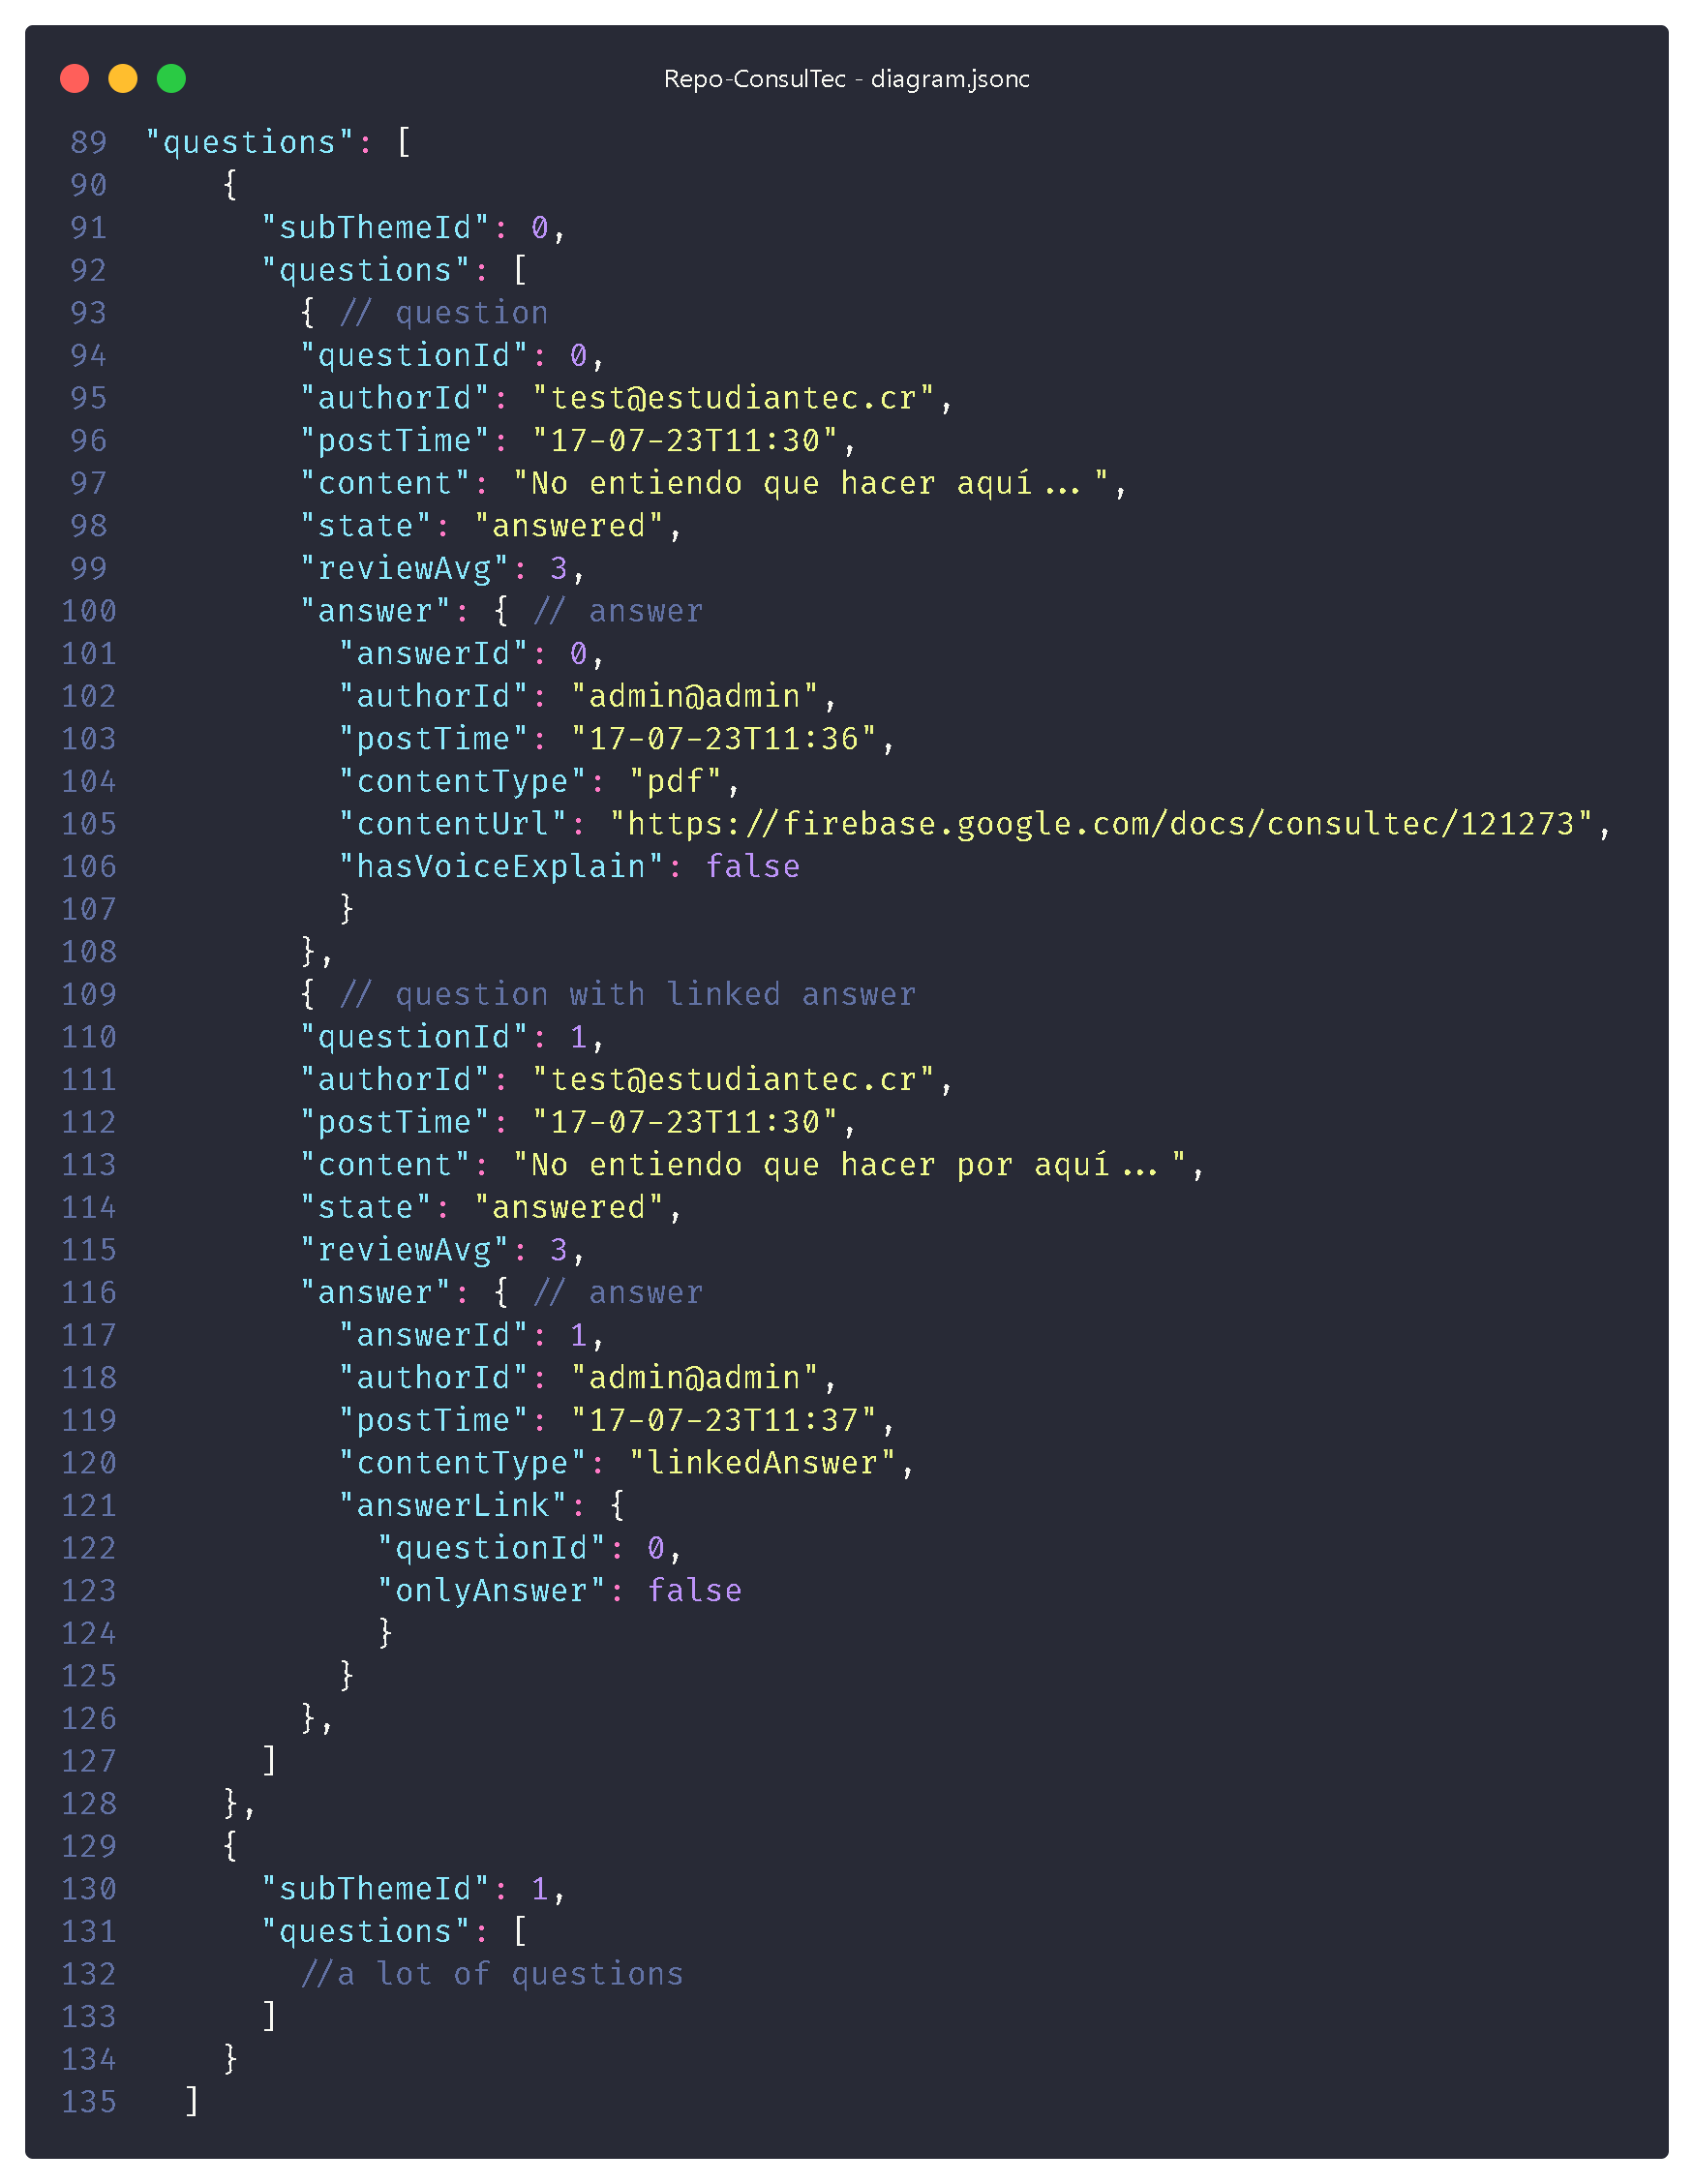 Repo-ConsulTec - diagram.jsonc
89 "questions": [
90 {
91 "subThemeId": 0,
92 "questions": [
93 { // question
94 "questionId": 0,
95 "authorId": "test@estudiantec.cr",
96 "postTime": "17-07-23T11:30",
97 "content": "No entiendo que hacer aquí...",
98 "state": "answered",
99 "reviewAvg": 3,
100 "answer": { // answer
101 "answerId": 0,
102 "authorId": "admin@admin",
103 "postTime": "17-07-23T11:36",
104 "contentType": "pdf",
105 "contentUrl": "https://firebase.google.com/docs/consultec/121273",
106 "hasVoiceExplain": false
107 }
108 },
109 { // question with linked answer
110 "questionId": 1,
111 "authorId": "test@estudiantec.cr",
112 "postTime": "17-07-23T11:30",
113 "content": "No entiendo que hacer por aquí...",
114 "state": "answered",
115 "reviewAvg": 3,
116 "answer": { // answer
117 "answerId": 1,
118 "authorId": "admin@admin",
119 "postTime": "17-07-23T11:37",
120 "contentType": "linkedAnswer",
121 "answerLink": {
122 "questionId": 0,
123 "onlyAnswer": false
124 }
125 }
126 },
127 ]
128 },
129 {
130 "subThemeId": 1,
131 "questions": [
132 //a lot of questions
133 ]
134 }
135 ]